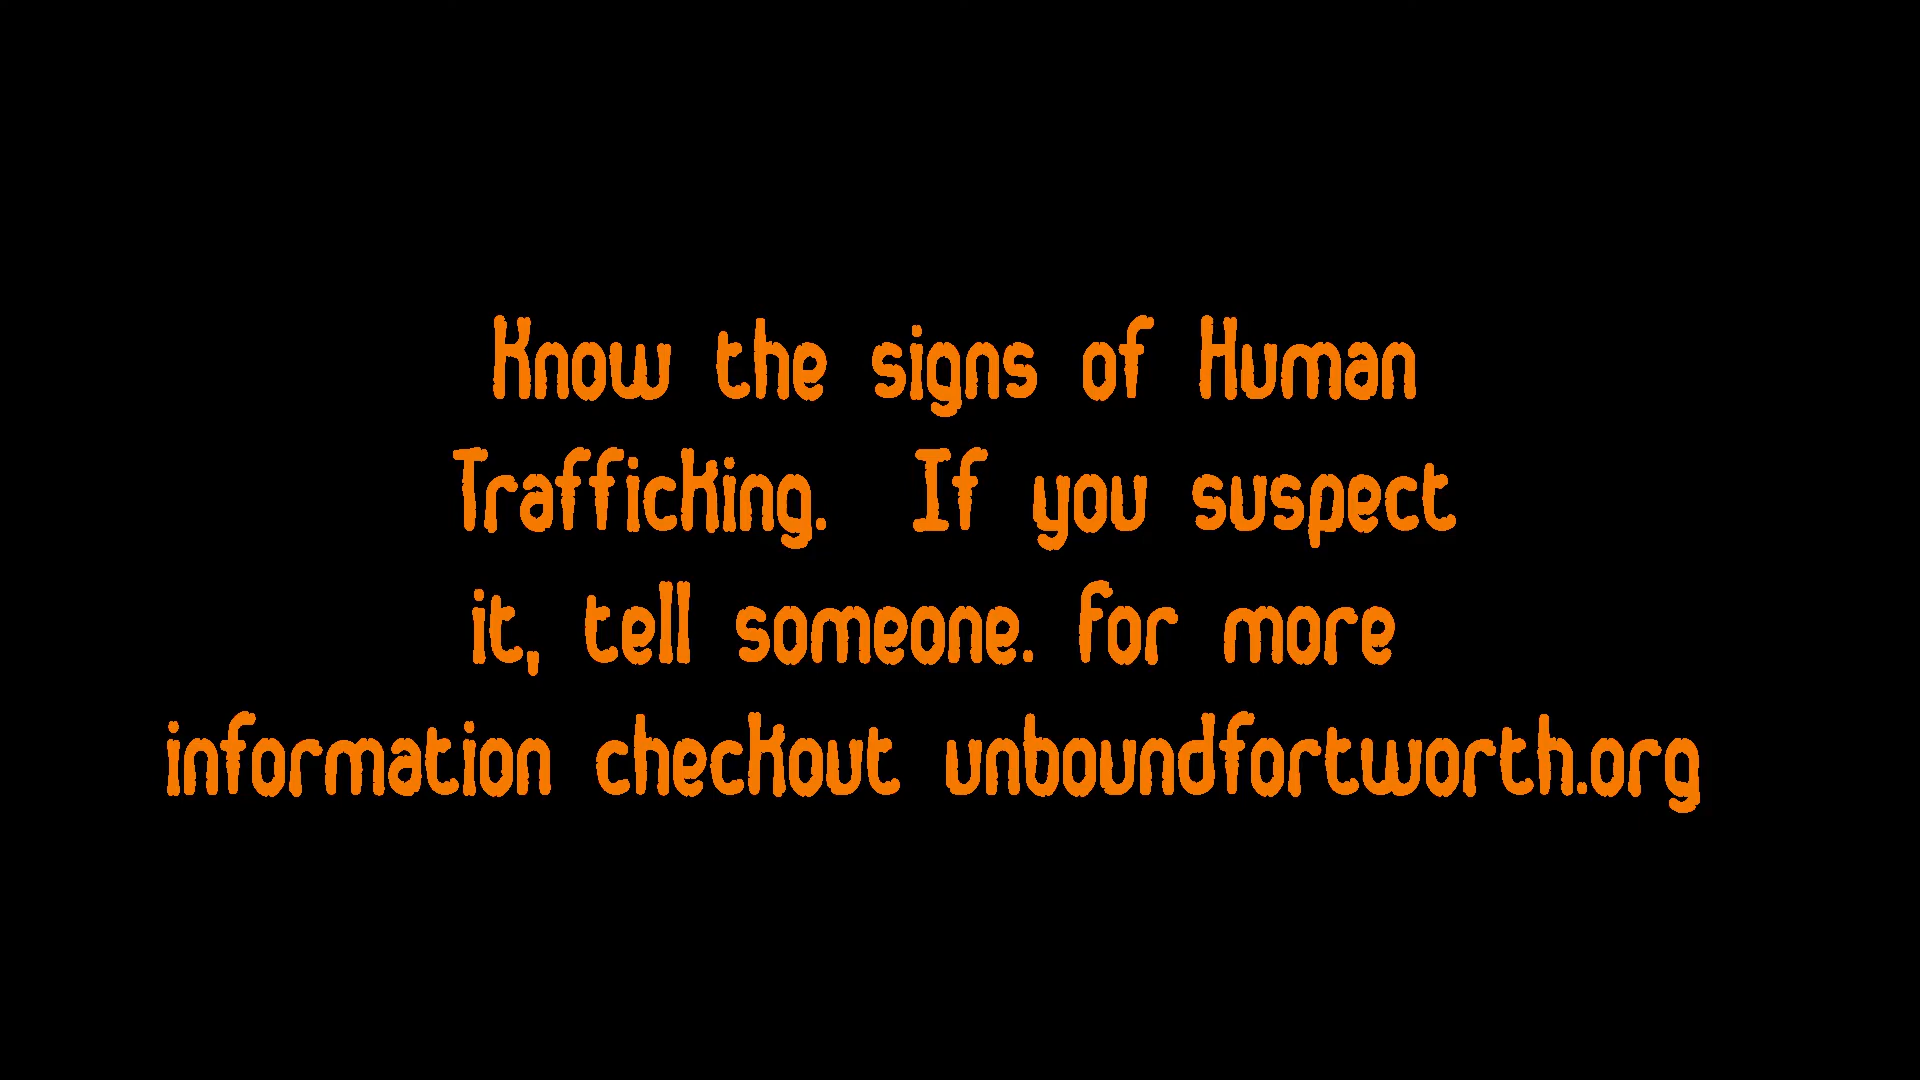 Know the signs of Human
Trafficking.  If you suspect
it, tell someone. For more
information checkout unboundfortworth.org